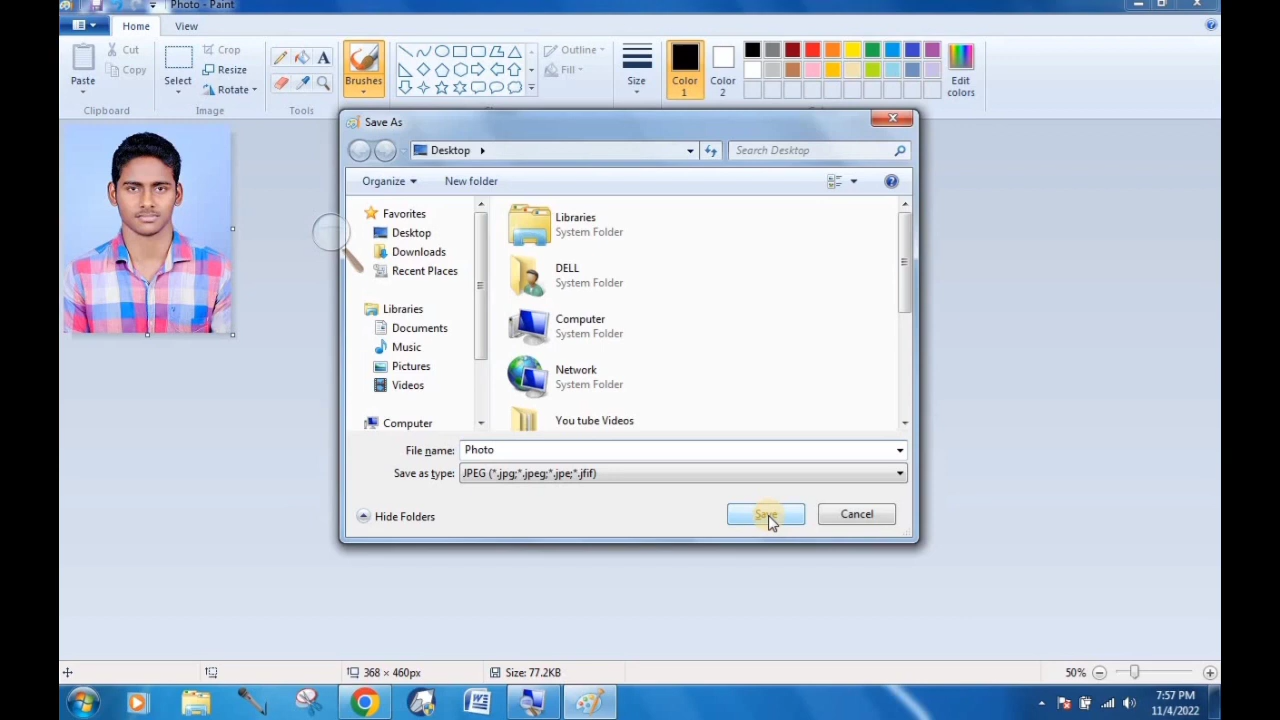 Photo - Paint
Home View
Cut
Copy
Paste
Clipboard
Select
Crop
Resize
Rotate
Image
A
Tools
Brushes
Outline
Fill
Size
Color
1
Color
2
Edit
colors
Save As
Desktop
Search Desktop
Organize New folder
Favorites
Desktop
Downloads
Recent Places
Libraries
Documents
Music
Pictures
Videos
Computer
Libraries
System Folder
DELL
System Folder
Computer
System Folder
Network
System Folder
You tube Videos
File name: Photo
Save as type: JPEG (*.jpg;*.jpeg;*.jpe;*.jfif)
Hide Folders
Save
Cancel
368 × 460px
Size: 77.2KB
50%
7:57 PM
11/4/2022